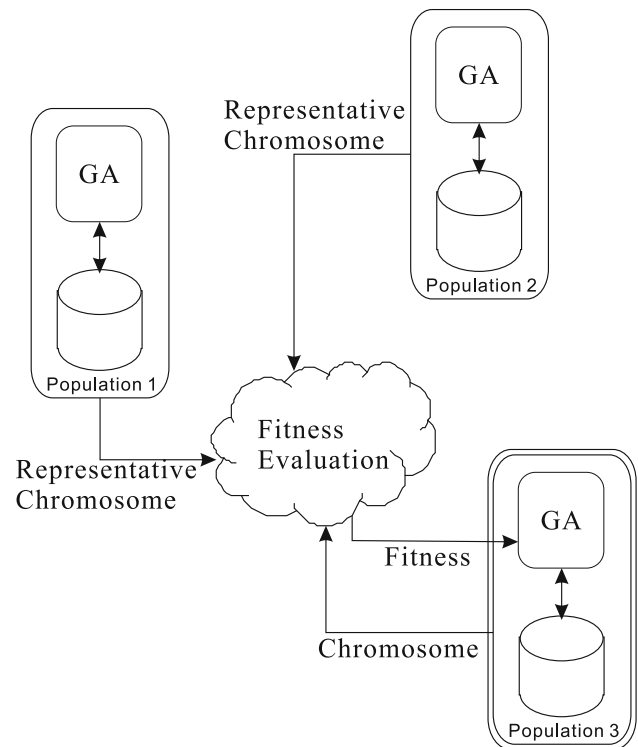 GA
Population 2
Representative
Chromosome
GA
Population 1
Representative
Chromosome
Fitness
Evaluation
GA
Population 3
Fitness
Chromosome